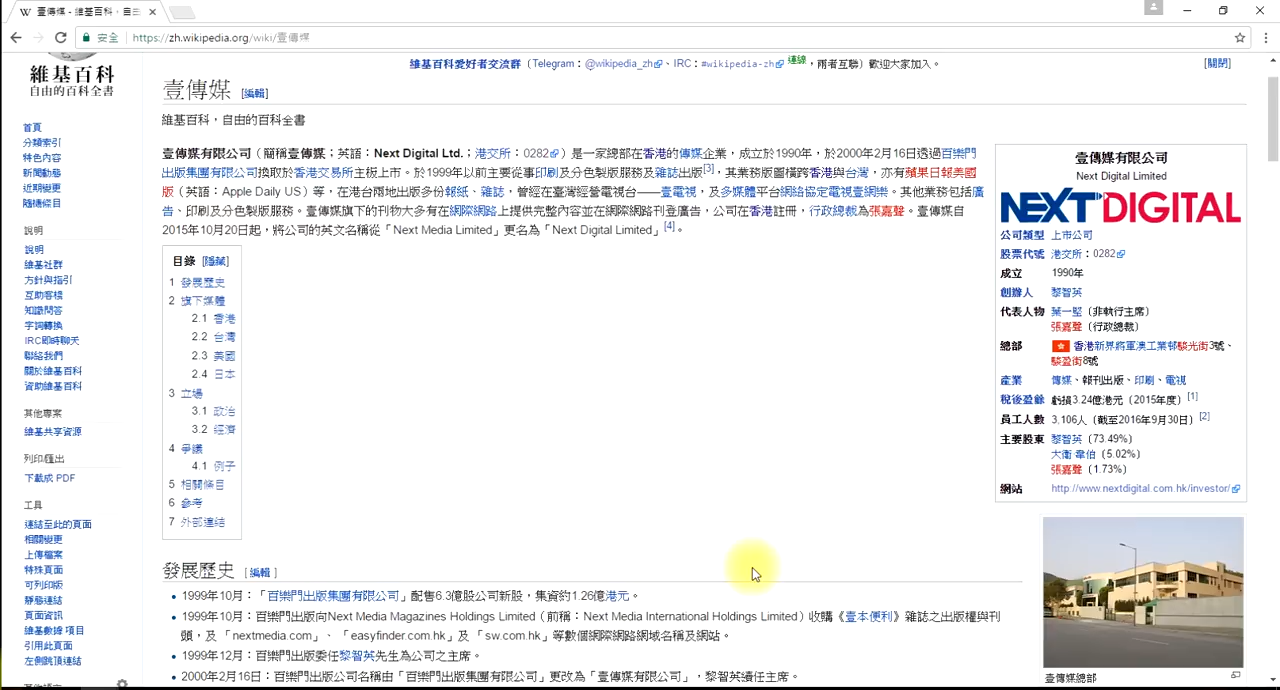 壹傳媒 - 維基百科，自由
安全 | https://zh.wikipedia.org/wiki/壹傳媒
維基百科愛好者交流群（Telegram：@wikipedia_zh、IRC：#wikipedia-zh 連線，兩者互聯）歡迎大家加入。
[關閉]
維基百科
自由的百科全書
首頁
分類索引
特色內容
新聞動態
近期變更
隨機條目
說明
說明
維基社群
方針與指引
互助客棧
知識問答
字詞轉換
IRC即時聊天
聯絡我們
關於維基百科
資助維基百科
其他專案
維基共享資源
列印/匯出
下載成 PDF
工具
連結至此的頁面
相關變更
上傳檔案
特殊頁面
可列印版
靜態連結
頁面資訊
維基數據 項目
引用此頁面
左側跳頂連結
壹傳媒 [編輯]
維基百科，自由的百科全書
壹傳媒有限公司（簡稱壹傳媒；英語：Next Digital Ltd.；港交所：0282）是一家總部在香港的傳媒企業，成立於1990年，於2000年2月16日透過百樂門
出版集團有限公司換取於香港交易所主板上市。於1999年以前主要從事印刷及分色製版服務及雜誌出版[3]，其業務版圖橫跨香港與台灣，亦有蘋果日報美國
版（英語：Apple Daily US）等，在港台兩地出版多份報紙、雜誌，曾經在臺灣經營電視台——壹電視，及多媒體平台網絡協定電視壹網樂。其他業務包括廣
告、印刷及分色製版服務。壹傳媒旗下的刊物大多有在網際網路上提供完整內容並在網際網路刊登廣告，公司在香港註冊，行政總裁為張嘉聲。壹傳媒自
2015年10月20日起，將公司的英文名稱從「Next Media Limited」更名為「Next Digital Limited」[4]。
目錄 [隱藏]
1 發展歷史
2 旗下媒體
2.1 香港
2.2 台灣
2.3 美國
2.4 日本
3 立場
3.1 政治
3.2 經濟
4 爭議
4.1 例子
5 相關條目
6 參考
7 外部連結
壹傳媒有限公司
Next Digital Limited
NEXT DIGITAL
公司類型 上市公司
股票代號 港交所：0282
成立 1990年
創辦人 黎智英
代表人物 葉一堅（非執行主席）
張嘉聲（行政總裁）
總部 香港新界將軍澳工業邨駿光街3號、
駿盈街8號
產業 傳媒、報刊出版、印刷、電視
稅後盈餘 虧損3.24億港元（2015年度）[1]
員工人數 3,106人（截至2016年9月30日）[2]
主要股東 黎智英（73.49%）
大衛·韋伯（5.02%）
張嘉聲（1.73%）
網站 http://www.nextdigital.com.hk/investor/
壹傳媒總部
發展歷史 [編輯]
1999年10月：「百樂門出版集團有限公司」配售6.3億股公司新股，集資約1.26億港元。
1999年10月：百樂門出版向Next Magazines Holdings Limited（前稱：Next Media International Holdings Limited）收購《壹本便利》雜誌之出版權與刊
頭，及「nextmedia.com」、「easyfinder.com.hk」及「sw.com.hk」等數個網際網路網域名稱及網站。
1999年12月：百樂門出版委任黎智英先生為公司之主席。
2000年2月16日：百樂門出版公司名稱由「百樂門出版集團有限公司」更改為「壹傳媒有限公司」，黎智英續任主席。